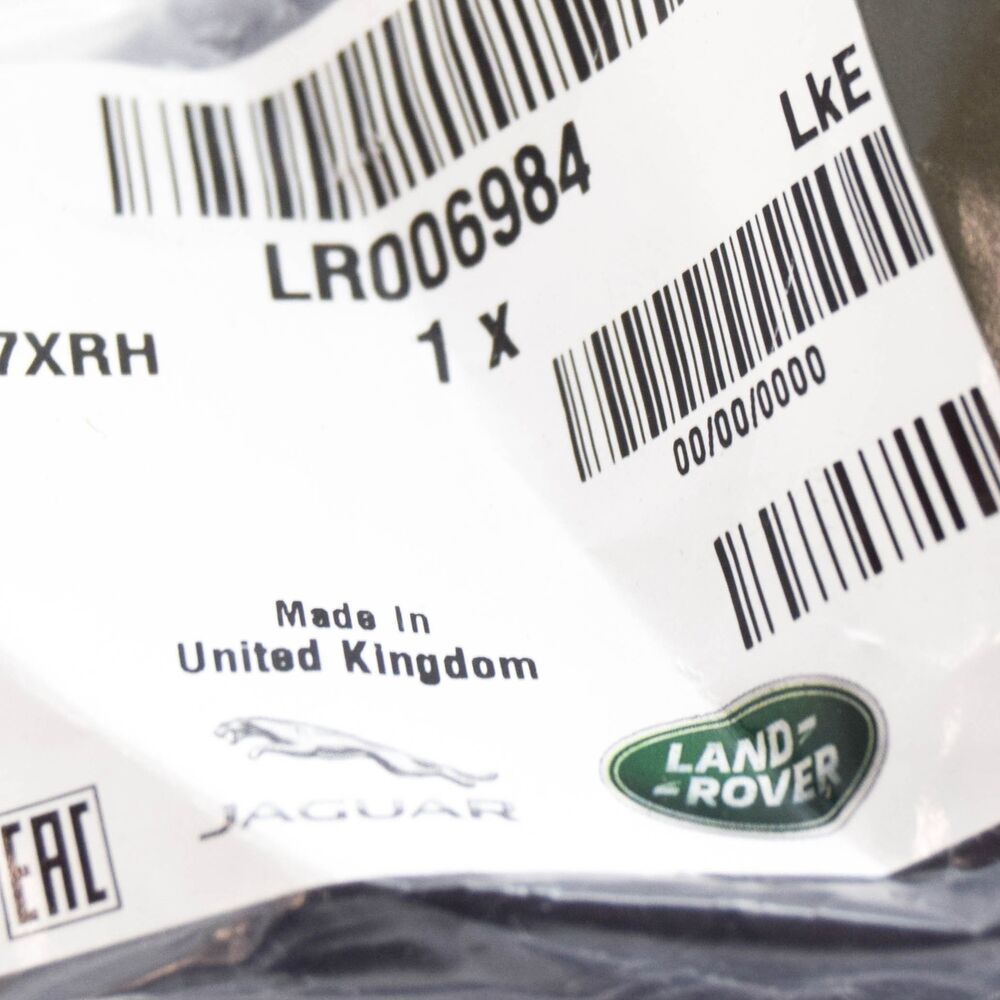 LkE
LR006984
7XRH
1 X
00/00/0000
Made In
United Kingdom
JAGUAR
LAND-
-ROVER
EAC